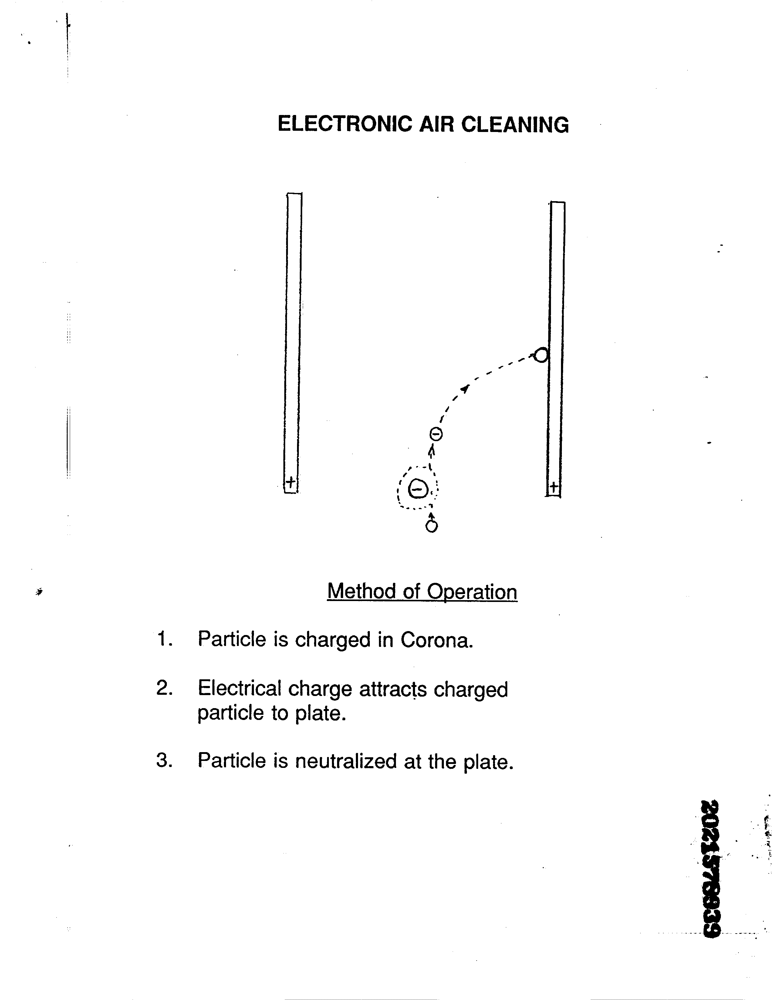 ELECTRONIC AIR CLEANING
+
+
Method of Operation
1. Particle is charged in Corona.
2. Electrical charge attracts charged
particle to plate.
3. Particle is neutralized at the plate.